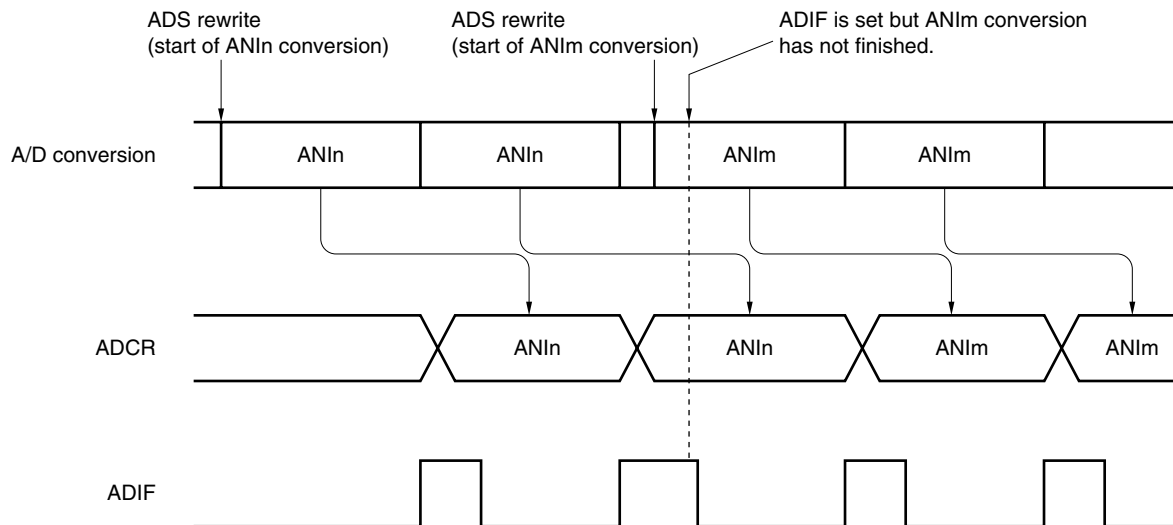 ADS rewrite
(start of ANIn conversion)
ADS rewrite
(start of ANIm conversion)
ADIF is set but ANIm conversion
has not finished.
A/D conversion
ANIn
ANIn
ANIm
ANIm
ADCR
ANIn
ANIn
ANIm
ANIm
ADIF